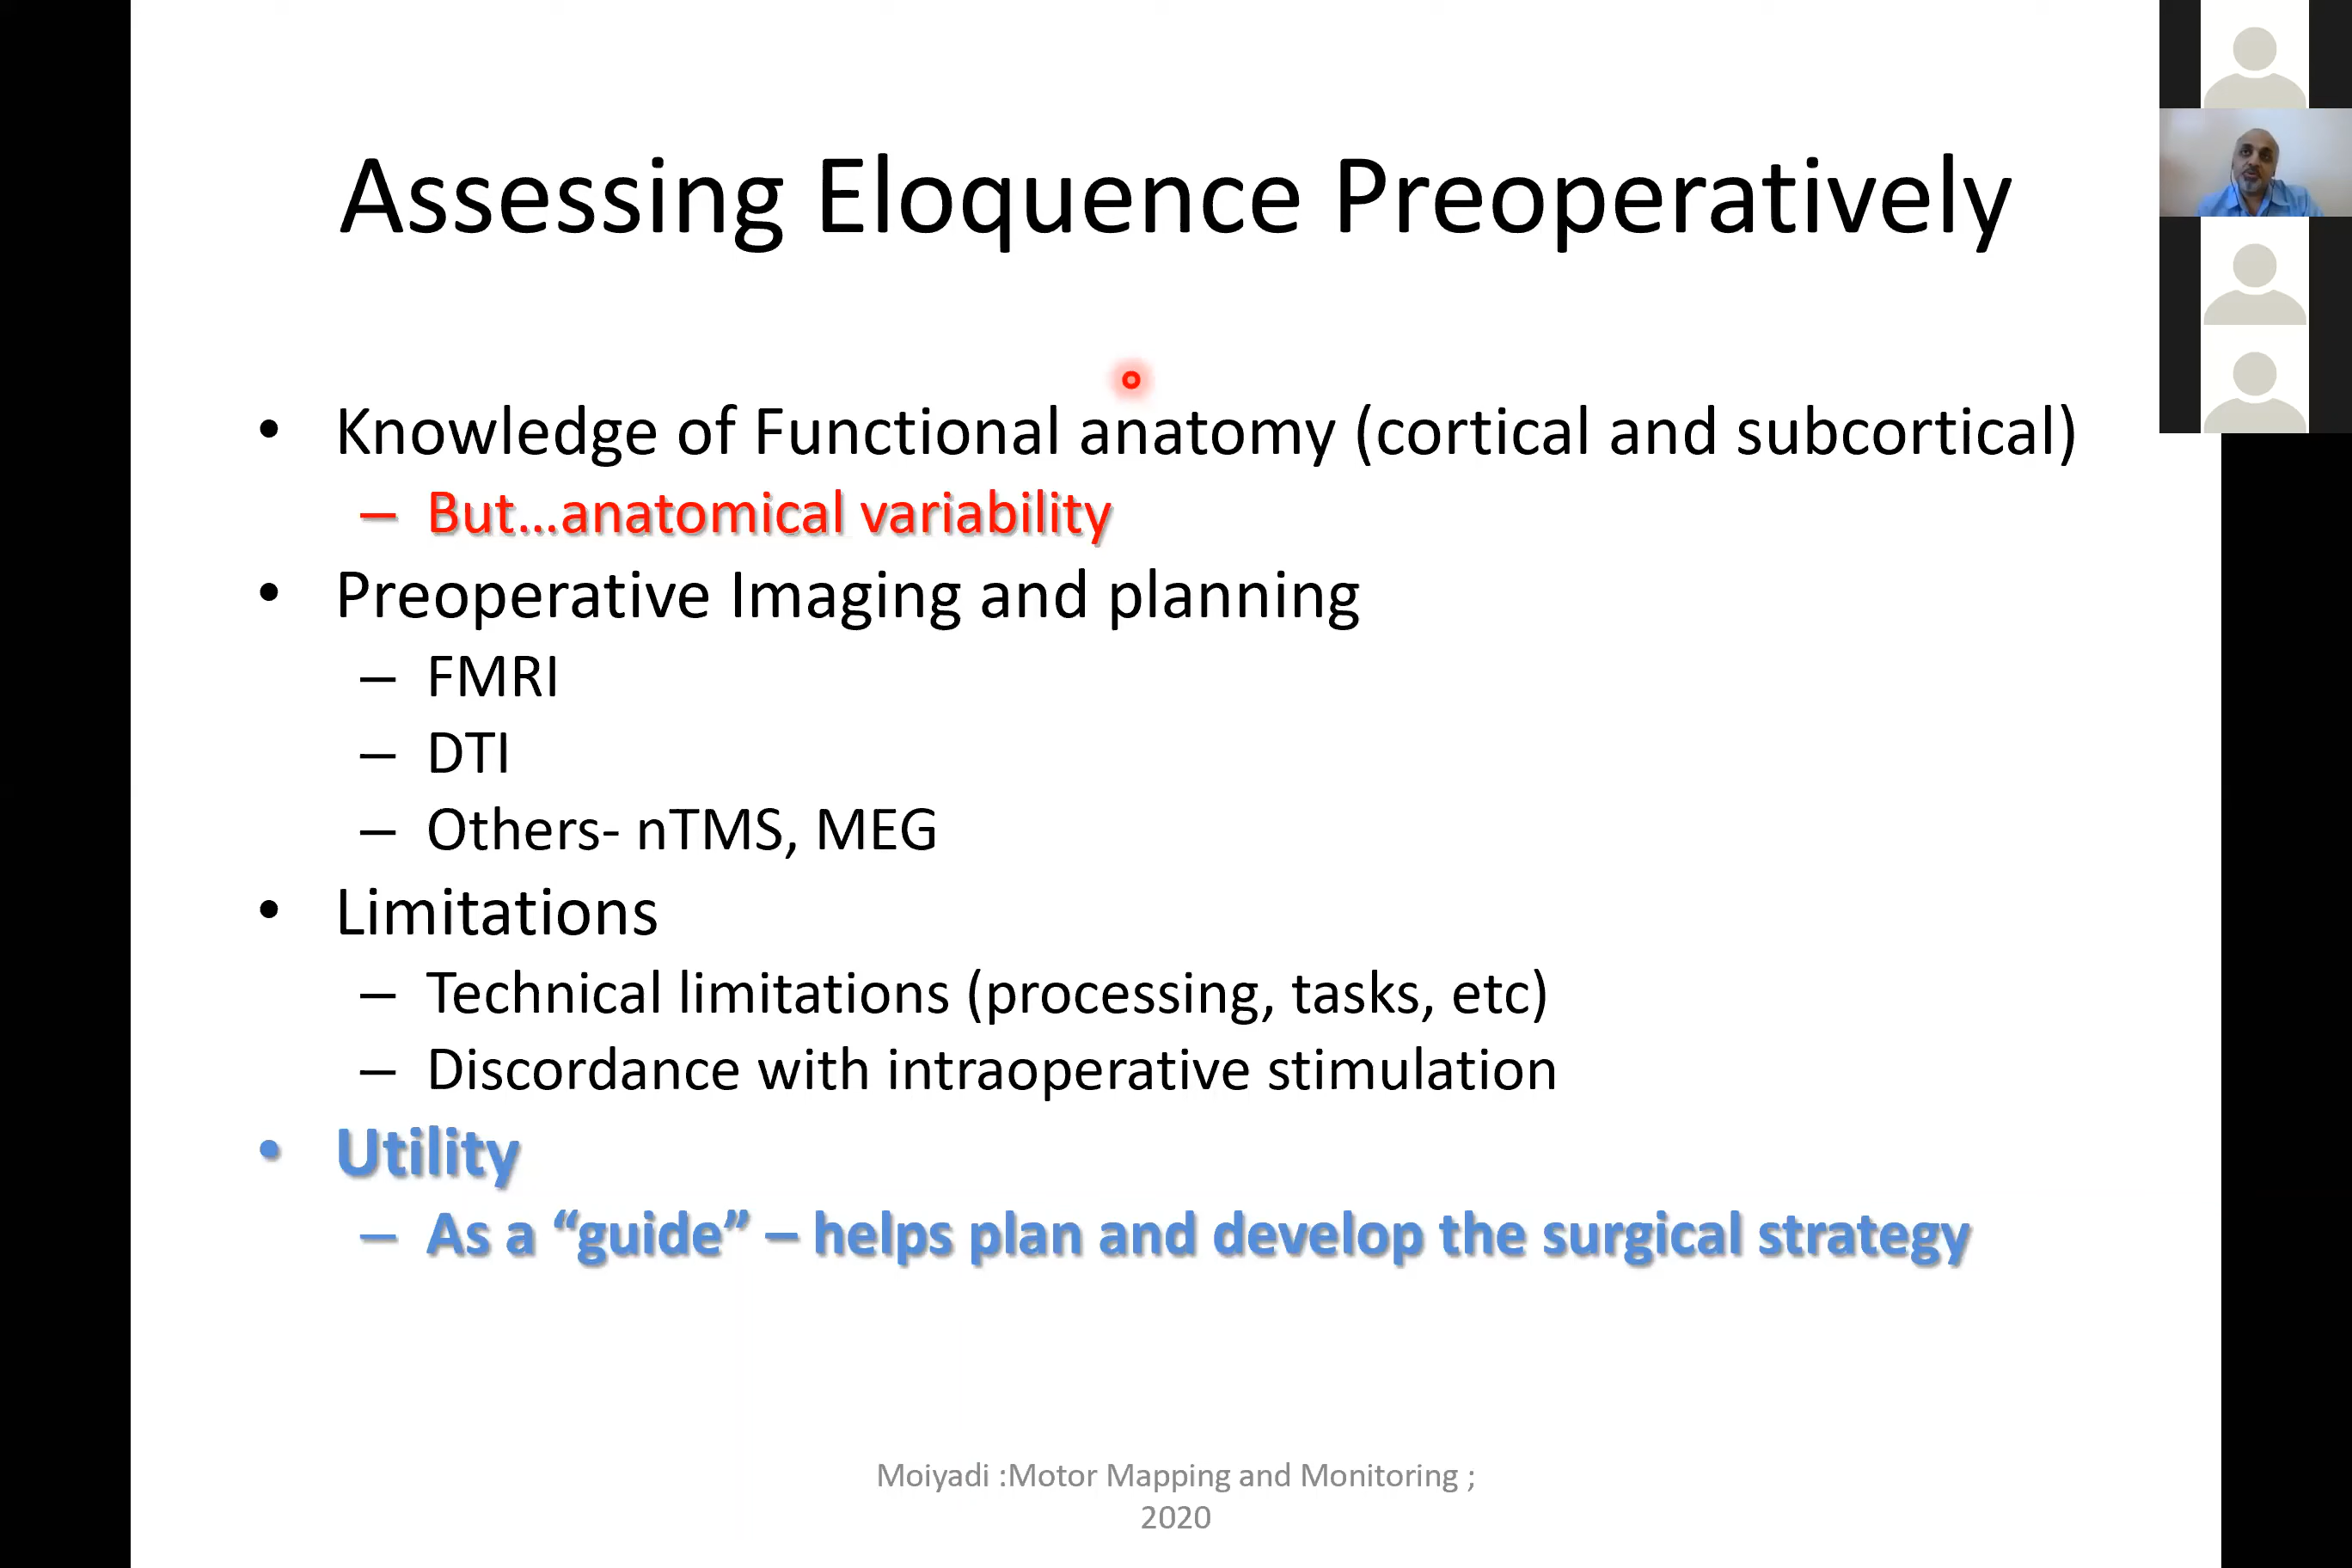 Assessing Eloquence Preoperatively
• Knowledge of Functional anatomy (cortical and subcortical)
– But...anatomical variability
• Preoperative Imaging and planning
– FMRI
– DTI
– Others- nTMS, MEG
• Limitations
– Technical limitations (processing, tasks, etc)
– Discordance with intraoperative stimulation
• Utility
– As a “guide” – helps plan and develop the surgical strategy
Moiyadi :Motor Mapping and Monitoring ;
2020